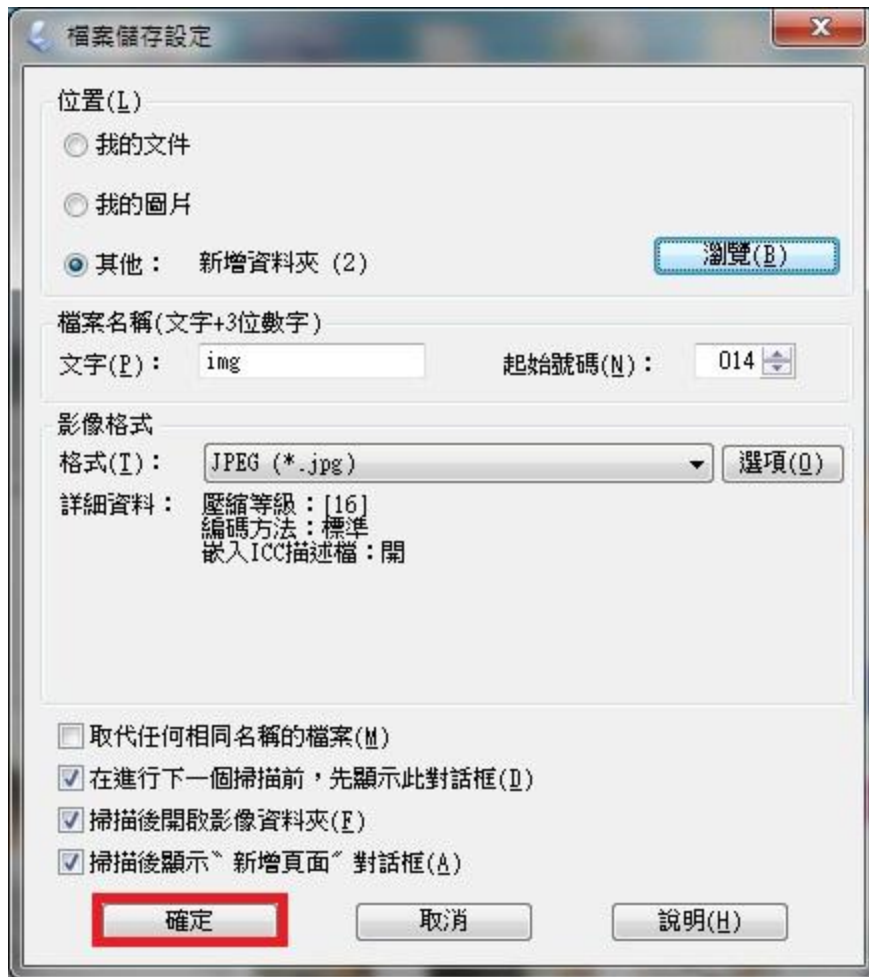 檔案儲存設定
位置(L)
我的文件
我的圖片
其他： 新增資料夾 (2) 瀏覽(B)
檔案名稱(文字+3位數字)
文字(P)： img 起始號碼(N)： 014
影像格式
格式(T)： JPEG (*.jpg) 選項(O)
詳細資料： 壓縮等級：[16]
編碼方法：標準
嵌入ICC描述檔：開
取代任何相同名稱的檔案(M)
在進行下一個掃描前，先顯示此對話框(D)
掃描後開啟影像資料夾(F)
掃描後顯示〝新增頁面〞對話框(A)
確定 取消 說明(H)